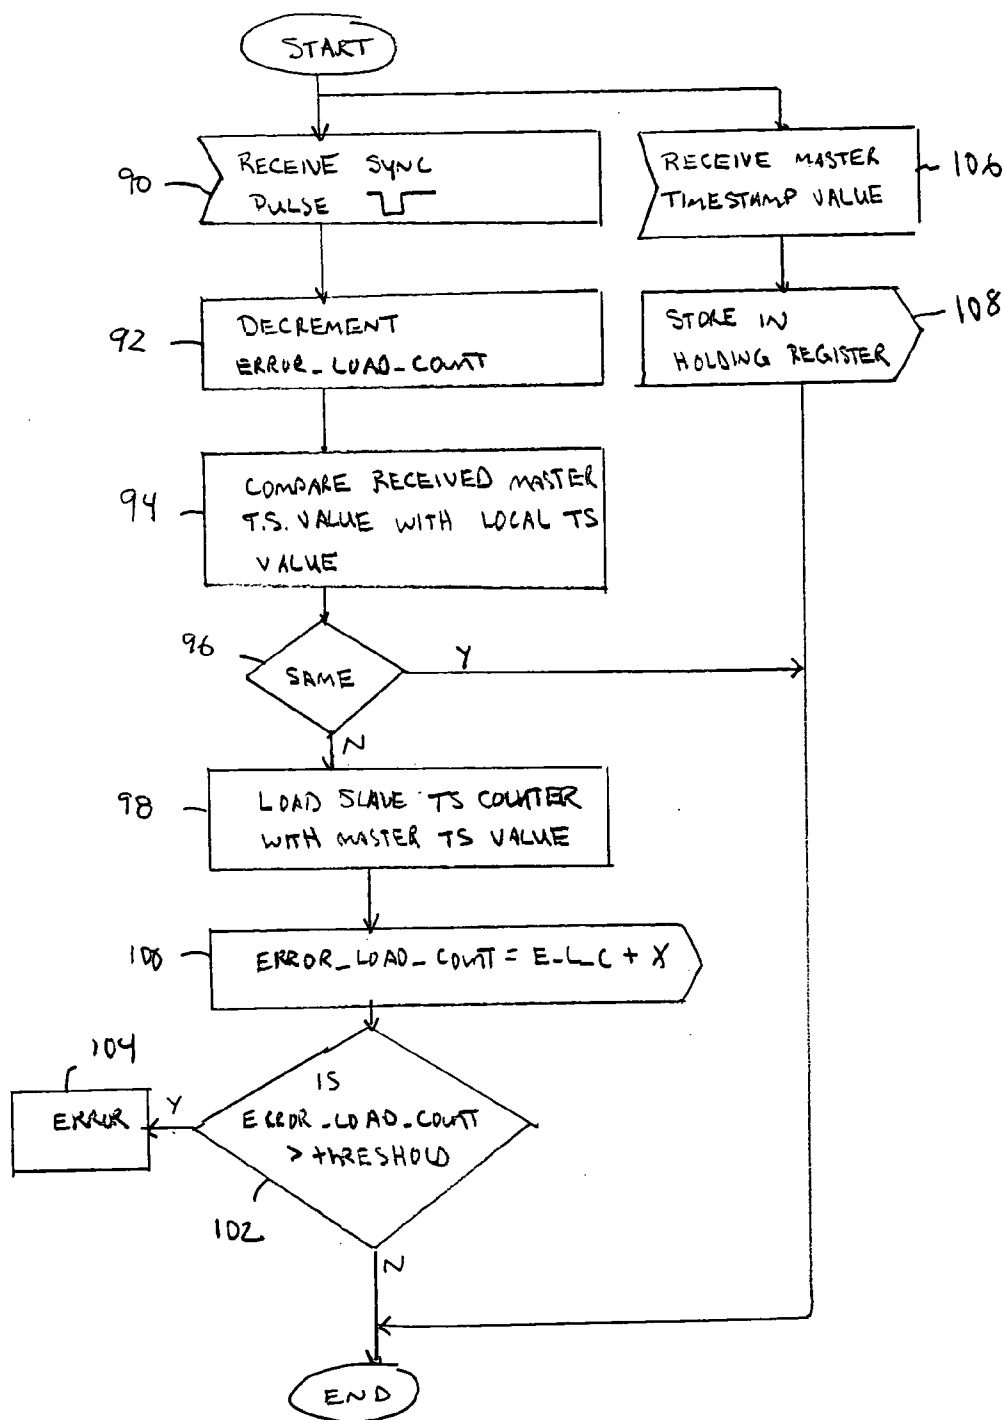 START
RECEIVE SYNC
PULSE
90
RECEIVE MASTER
TIMESTAMP VALUE
106
DECREMENT
ERROR_LOAD_COUNT
92
STORE IN
HOLDING REGISTER
108
COMPARE RECEIVED MASTER
T.S. VALUE WITH LOCAL TS
VALUE
94
96
SAME
Y
N
98
LOAD SLAVE TS COUNTER
WITH MASTER TS VALUE
100
ERROR_LOAD_COUNT = E_L_C + X
104
ERROR
Y
IS
ERROR_LOAD_COUNT
> THRESHOLD
102
N
END